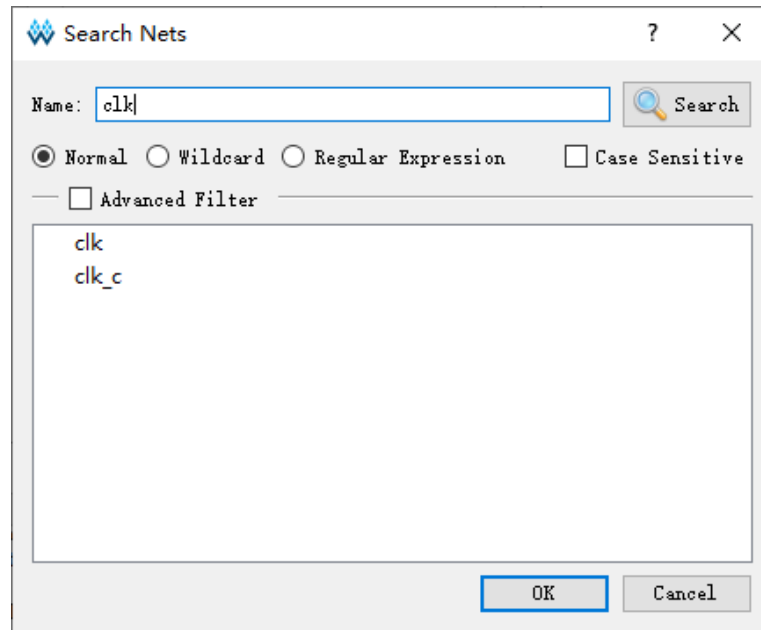 Search Nets ?
Name: clk Search
Normal Wildcard Regular Expression Case Sensitive
Advanced Filter
clk
clk_c
OK Cancel